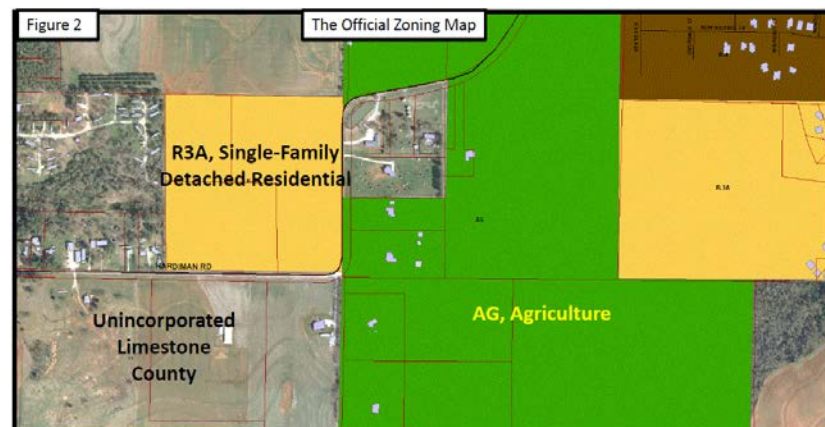 Figure 2
The Official Zoning Map
R3A, Single-Family
Detached Residential
HARDIMAN RD
AG
Unincorporated
Limestone
County
AG, Agriculture